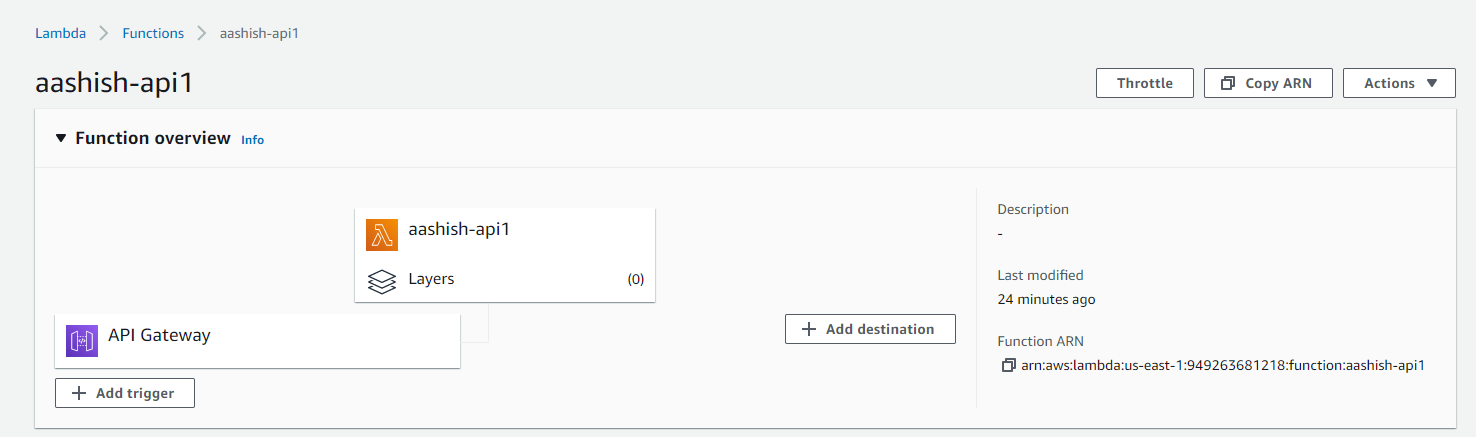 Lambda > Functions > aashish-api1
aashish-api1
Throttle
Copy ARN
Actions
Function overview Info
aashish-api1
Layers (0)
API Gateway
+ Add trigger
+ Add destination
Description
-
Last modified
24 minutes ago
Function ARN
arn:aws:lambda:us-east-1:949263681218:function:aashish-api1